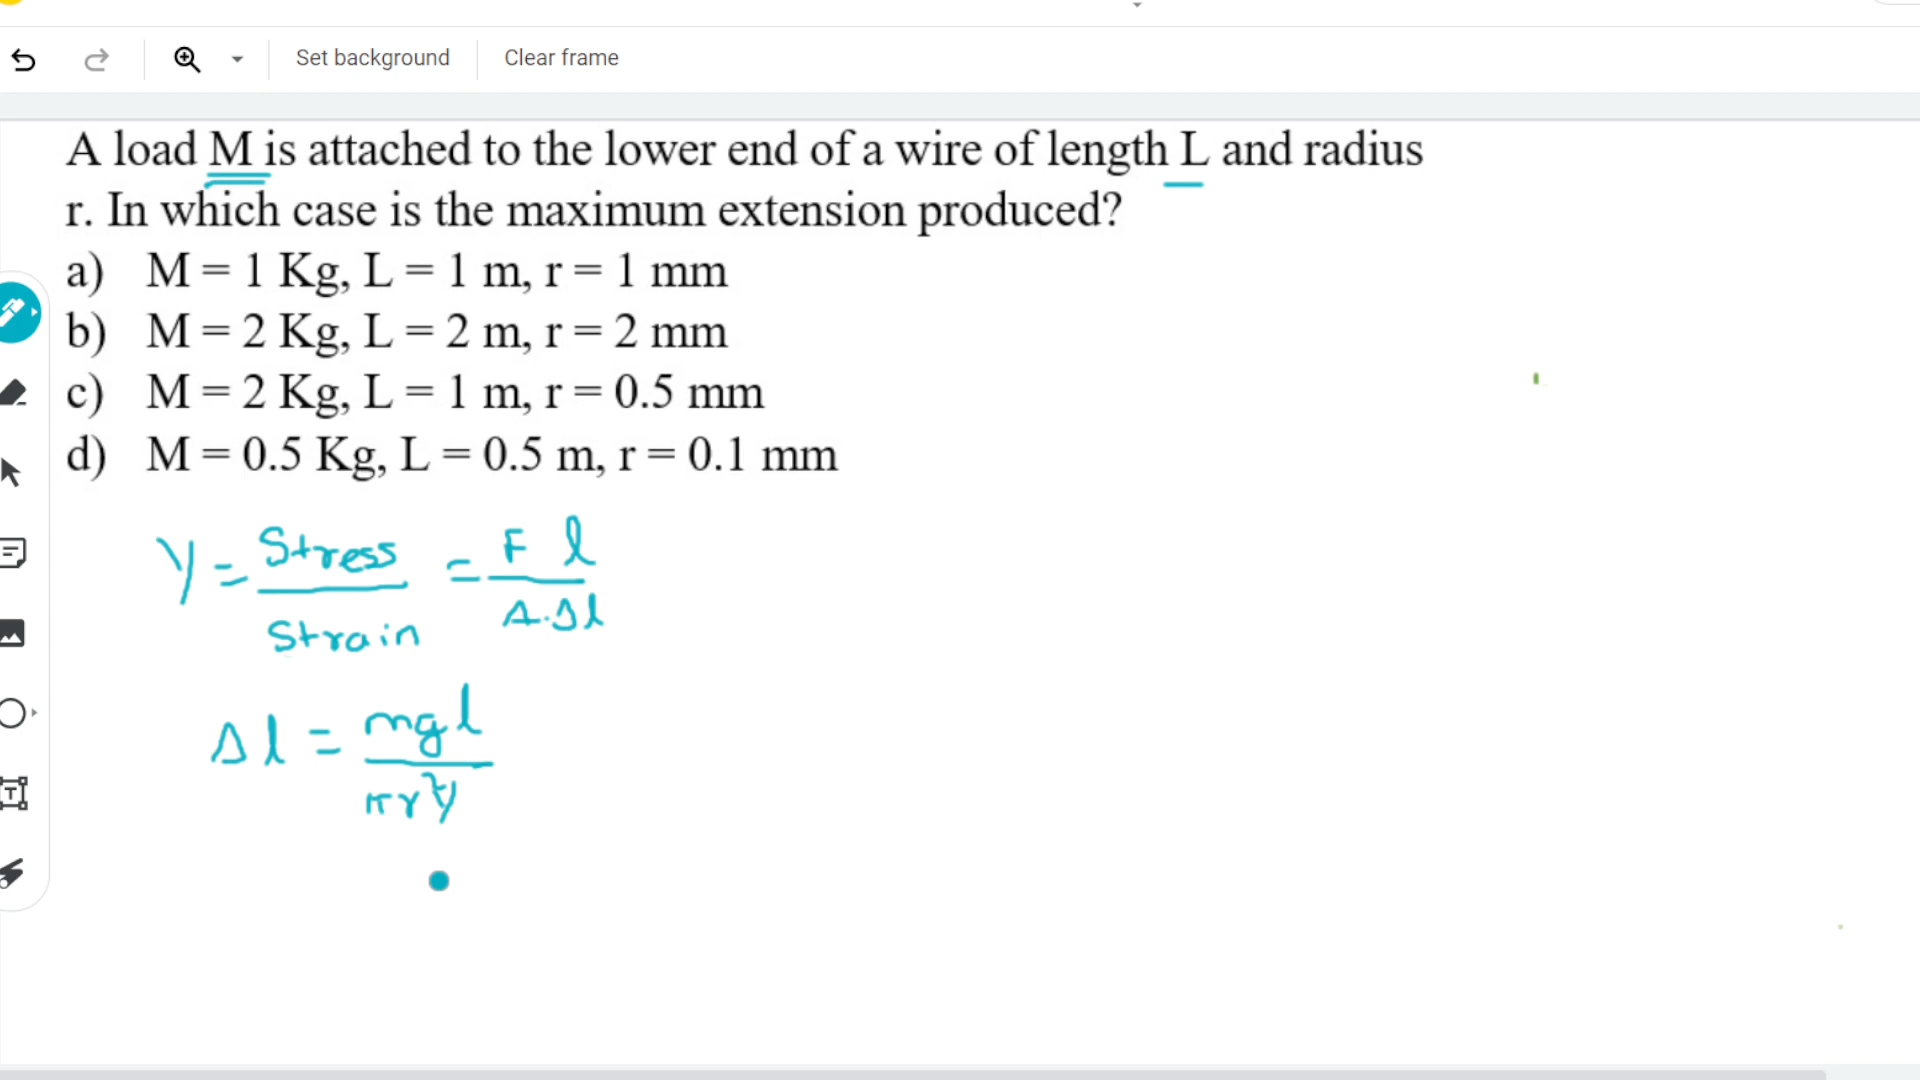 Set background Clear frame
A load M is attached to the lower end of a wire of length L and radius
r. In which case is the maximum extension produced?
a) M = 1 Kg, L = 1 m, r = 1 mm
b) M = 2 Kg, L = 2 m, r = 2 mm
c) M = 2 Kg, L = 1 m, r = 0.5 mm
d) M = 0.5 Kg, L = 0.5 m, r = 0.1 mm
Y = Stress / Strain = F l / A.Δl
Δl = mgl / πr²y